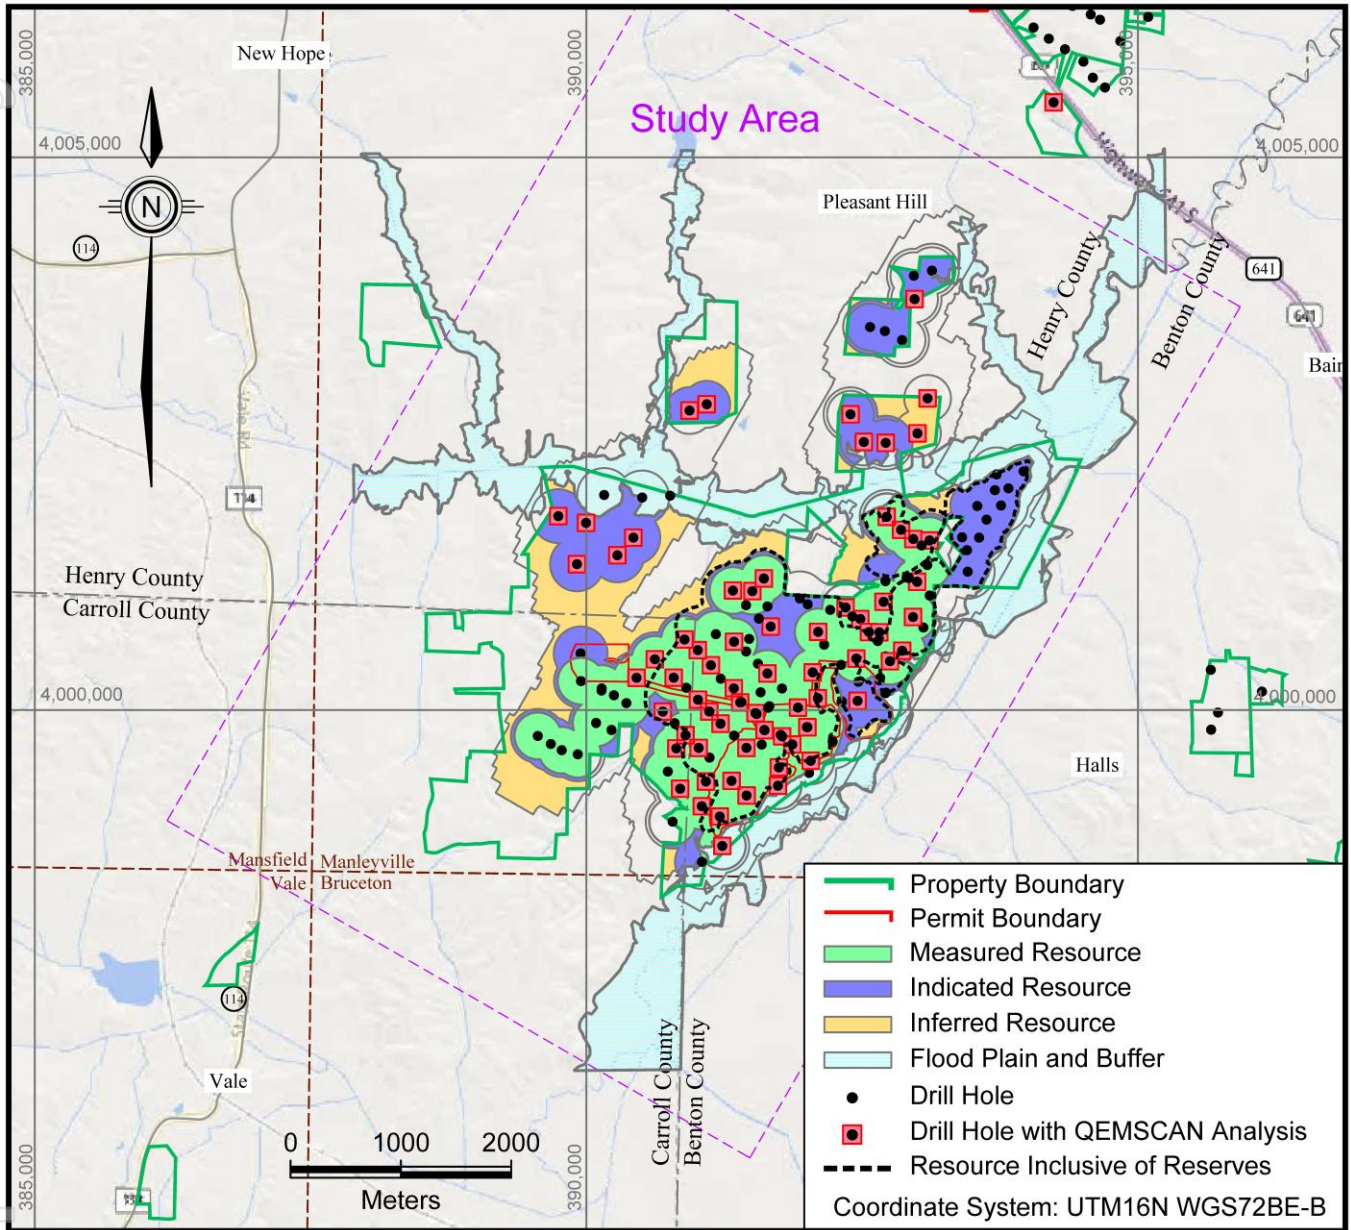 385,000
390,000
395,000
New Hope
Study Area
4,005,000
4,005,000
N
Pleasant Hill
114
Henry County
Benton County
641
641
114
Henry County
Carroll County
4,000,000
4,000,000
Halls
Mansfield
Manleyville
Vale
Bruceton
114
Vale
Carroll County
Benton County
385,000
390,000
0 1000 2000
Meters
Property Boundary
Permit Boundary
Measured Resource
Indicated Resource
Inferred Resource
Flood Plain and Buffer
Drill Hole
Drill Hole with QEMSCAN Analysis
Resource Inclusive of Reserves
Coordinate System: UTM16N WGS72BE-B